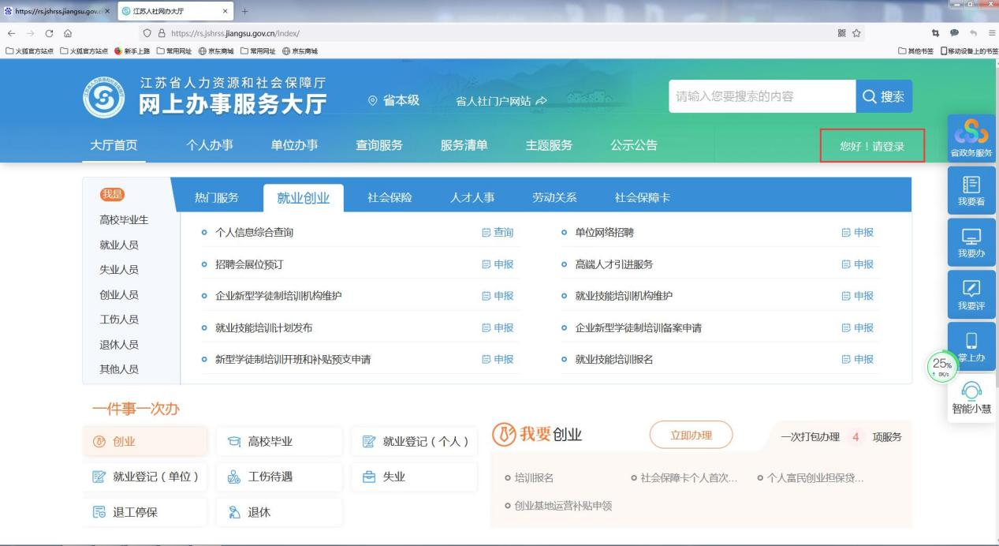 https://rs.jshrss.jiangsu.gov.c
江苏人社网办大厅
https://rs.jshrss.jiangsu.gov.cn/index/
火狐官方站点 火狐官方站点 新手上路 常用网址 京东商城 常用网址 京东商城
其他书签 移动设备上的书签
江苏省人力资源和社会保障厅
网上办事服务大厅
省本级 省人社门户网站
请输入您要搜索的内容 搜索
大厅首页 个人办事 单位办事 查询服务 服务清单 主题服务 公示公告
您好！请登录
省政务服务
我要看
我要办
我要评
掌上办
25%
0K/s
智能小慧
我是
高校毕业生
就业人员
失业人员
创业人员
工伤人员
退休人员
其他人员
热门服务 就业创业 社会保险 人才人事 劳动关系 社会保障卡
个人信息综合查询 查询 单位网络招聘 申报
招聘会展位预订 申报 高端人才引进服务 申报
企业新型学徒制培训机构维护 申报 就业技能培训机构维护 申报
就业技能培训计划发布 申报 企业新型学徒制培训备案申请 申报
新型学徒制培训开班和补贴预支申请 申报 就业技能培训报名 申报
一件事一次办
创业 高校毕业 就业登记（个人）
就业登记（单位） 工伤待遇 失业
退工停保 退休
我要创业 立即办理 一次打包办理 4 项服务
培训报名 社会保障卡个人首次... 个人富民创业担保贷...
创业基地运营补贴申领